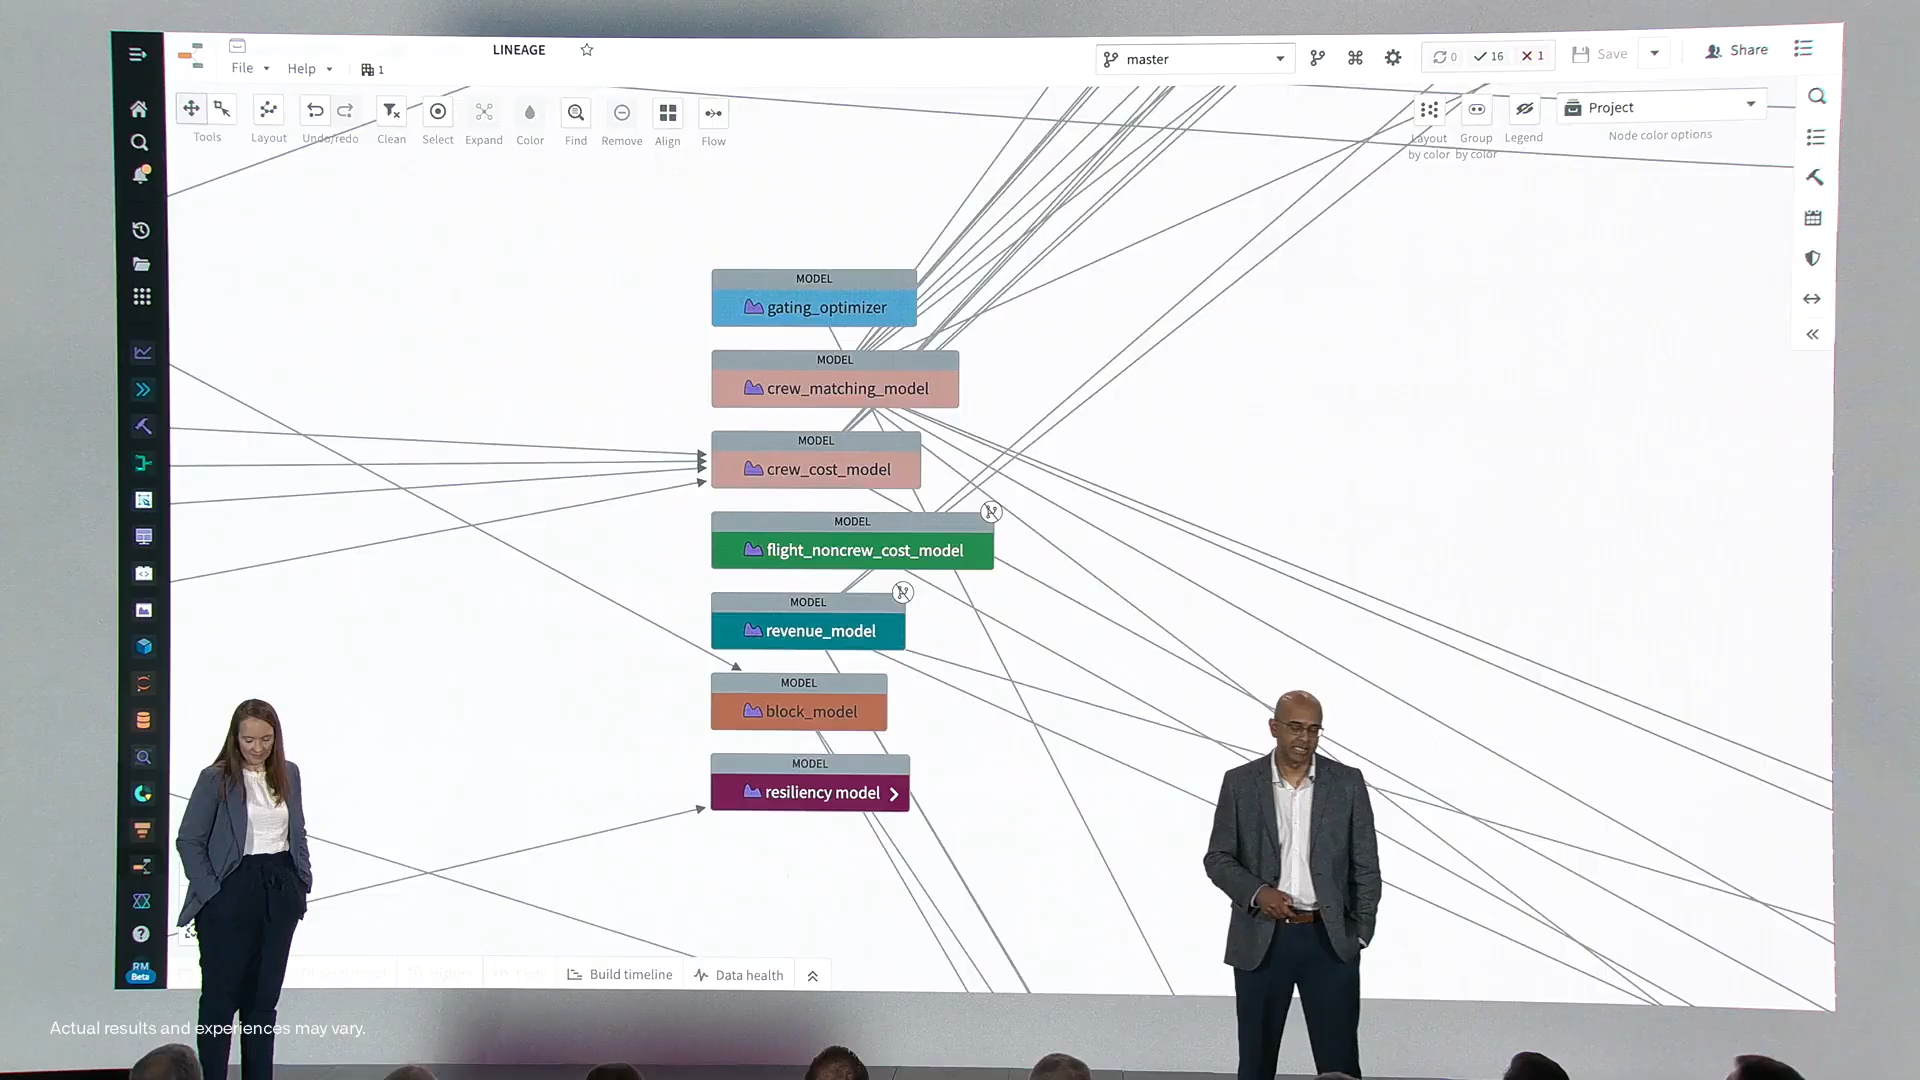 LINEAGE
File
Help
1
master
0
16
1
Save
Share
Tools
Layout
Undo/redo
Clean
Select
Expand
Color
Find
Remove
Align
Flow
Layout
by color
Group
by color
Legend
Project
Node color options
MODEL
gating_optimizer
MODEL
crew_matching_model
MODEL
crew_cost_model
MODEL
flight_noncrew_cost_model
MODEL
revenue_model
MODEL
block_model
MODEL
resiliency model
RM
Beta
Build timeline
Data health
Actual results and experiences may vary.